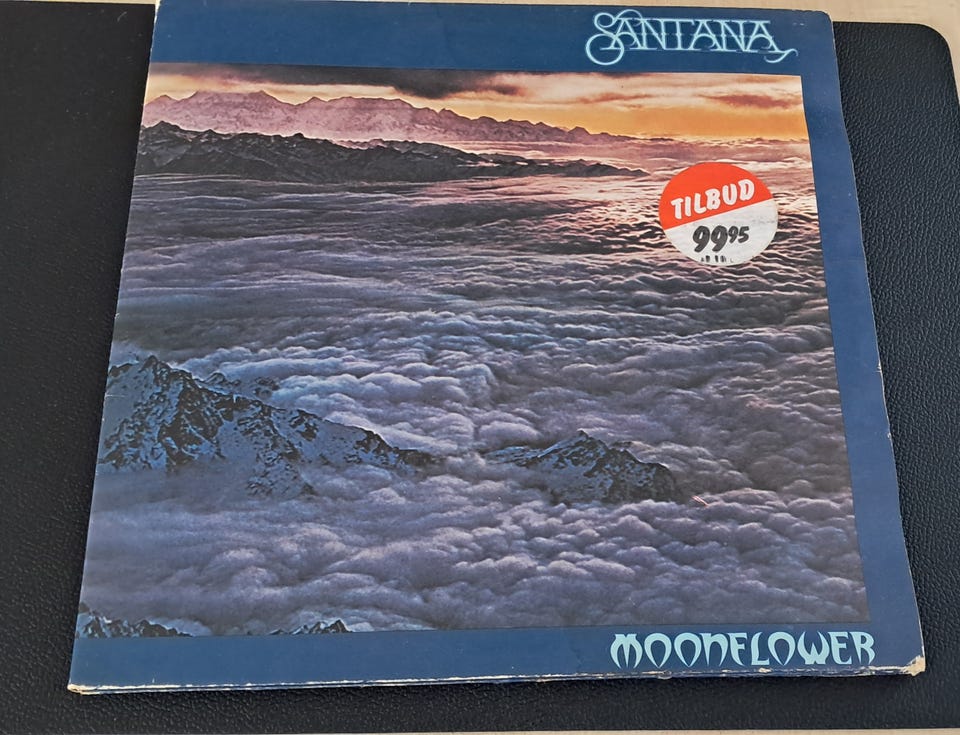 SANTANA
TILBUD
99 95
MOONFLOWER